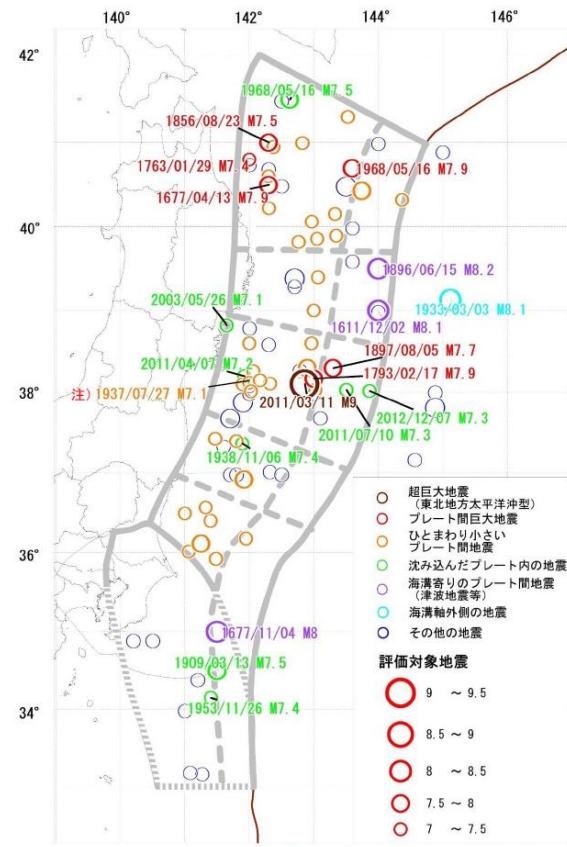 140°
142°
144°
146°
42°
1968/05/16 M7.5
1856/08/23 M7.5
1763/01/29 M7.4
1968/05/16 M7.9
1677/04/13 M7.9
40°
1896/06/15 M8.2
2003/05/26 M7.1
1933/03/03 M8.1
1611/12/02 M8.1
1897/08/05 M7.7
2011/04/07 M7.2
1793/02/17 M7.9
注）1937/07/27 M7.1
38°
2011/03/11 M9
2012/12/07 M7.3
2011/07/10 M7.3
1938/11/06 M7.4
超巨大地震
（東北地方太平洋沖型）
プレート間巨大地震
ひとまわり小さい
プレート間地震
沈み込んだプレート内の地震
海溝寄りのプレート間地震
（津波地震等）
海溝軸外側の地震
その他の地震
36°
1677/11/04 M8
1909/03/13 M7.5
1953/11/26 M7.4
34°
評価対象地震
9 ～ 9.5
8.5 ～ 9
8 ～ 8.5
7.5 ～ 8
7 ～ 7.5